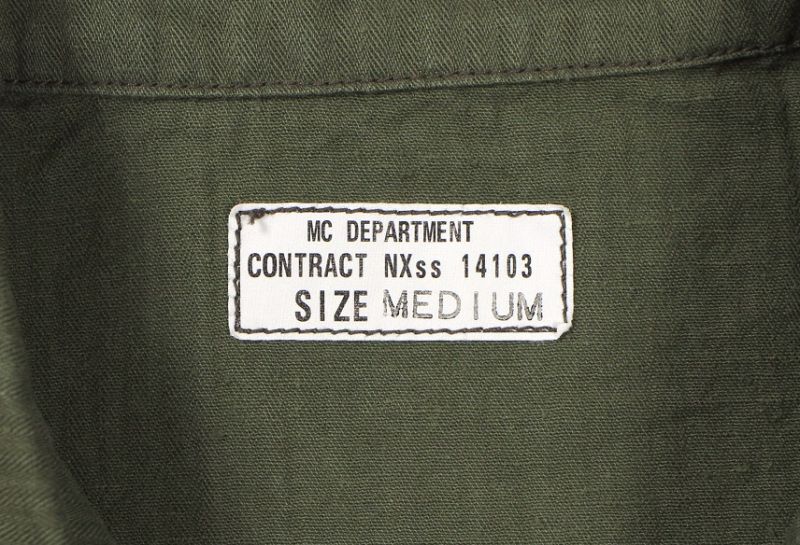 MC DEPARTMENT
CONTRACT NXss 14103
SIZE MEDIUM